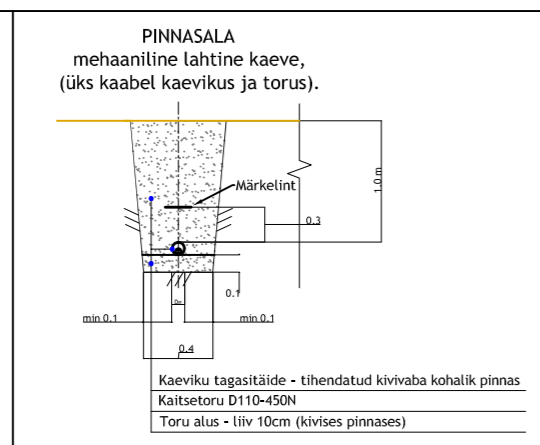 PINNASALA
mehaaniline lahtine kaeve,
(üks kaabel kaevikus ja torus).
Märkelint
1.0 m
0.3
0.1
min 0.1
min 0.1
0.4
Kaeviku tagasitäide - tihendatud kivivaba kohalik pinnas
Kaitsetoru D110-450N
Toru alus - liiv 10cm (kivises pinnases)